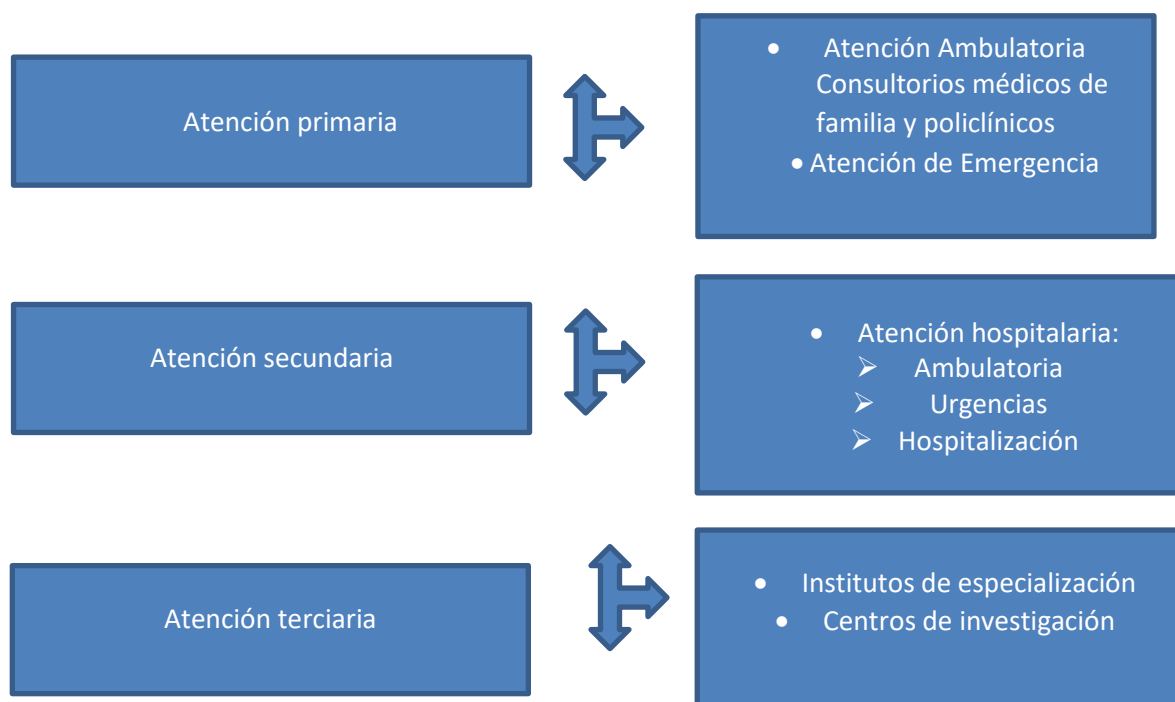 Atención primaria
• Atención Ambulatoria
Consultorios médicos de
familia y policlínicos
• Atención de Emergencia
Atención secundaria
• Atención hospitalaria:
➢ Ambulatoria
➢ Urgencias
➢ Hospitalización
Atención terciaria
• Institutos de especialización
• Centros de investigación